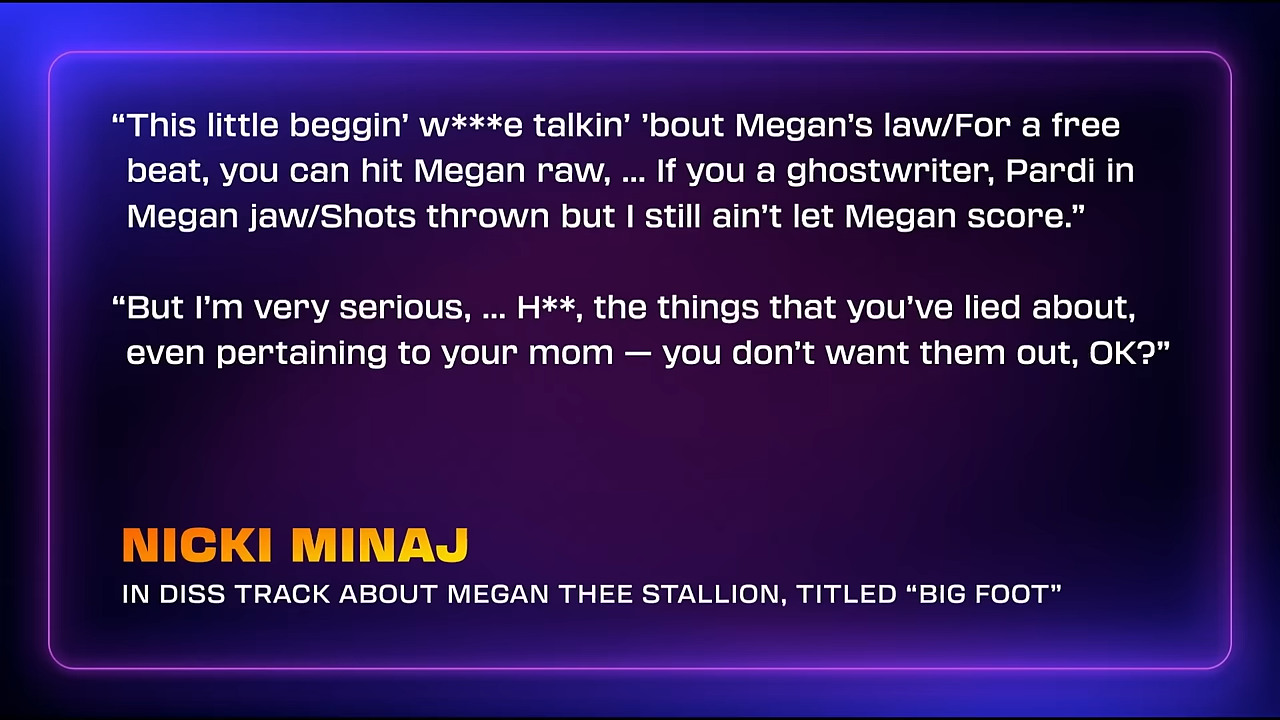 “This little beggin’ w***e talkin’ ’bout Megan’s law/For a free
beat, you can hit Megan raw, ... If you a ghostwriter, Pardi in
Megan jaw/Shots thrown but I still ain’t let Megan score.”
“But I’m very serious, ... H**, the things that you’ve lied about,
even pertaining to your mom — you don’t want them out, OK?”
NICKI MINAJ
IN DISS TRACK ABOUT MEGAN THEE STALLION, TITLED “BIG FOOT”